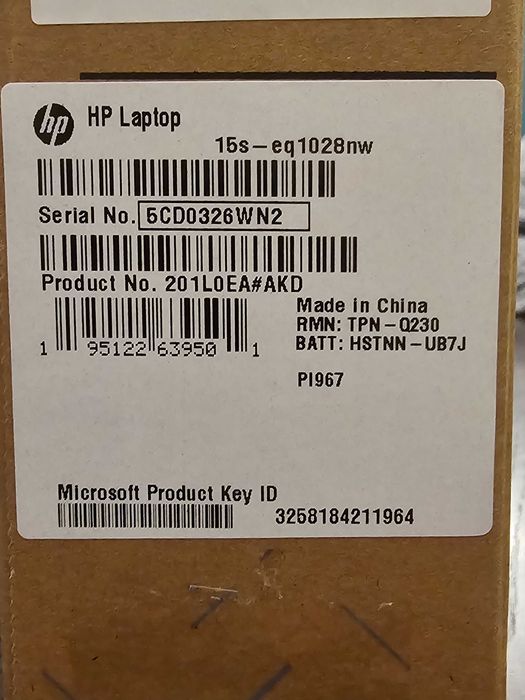 hp HP Laptop
15s-eq1028nw
Serial No. 5CD0326WN2
Product No. 201L0EA#AKD
Made in China
RMN: TPN-Q230
BATT: HSTNN-UB7J
1 95122 63950 1
PI967
Microsoft Product Key ID
3258184211964